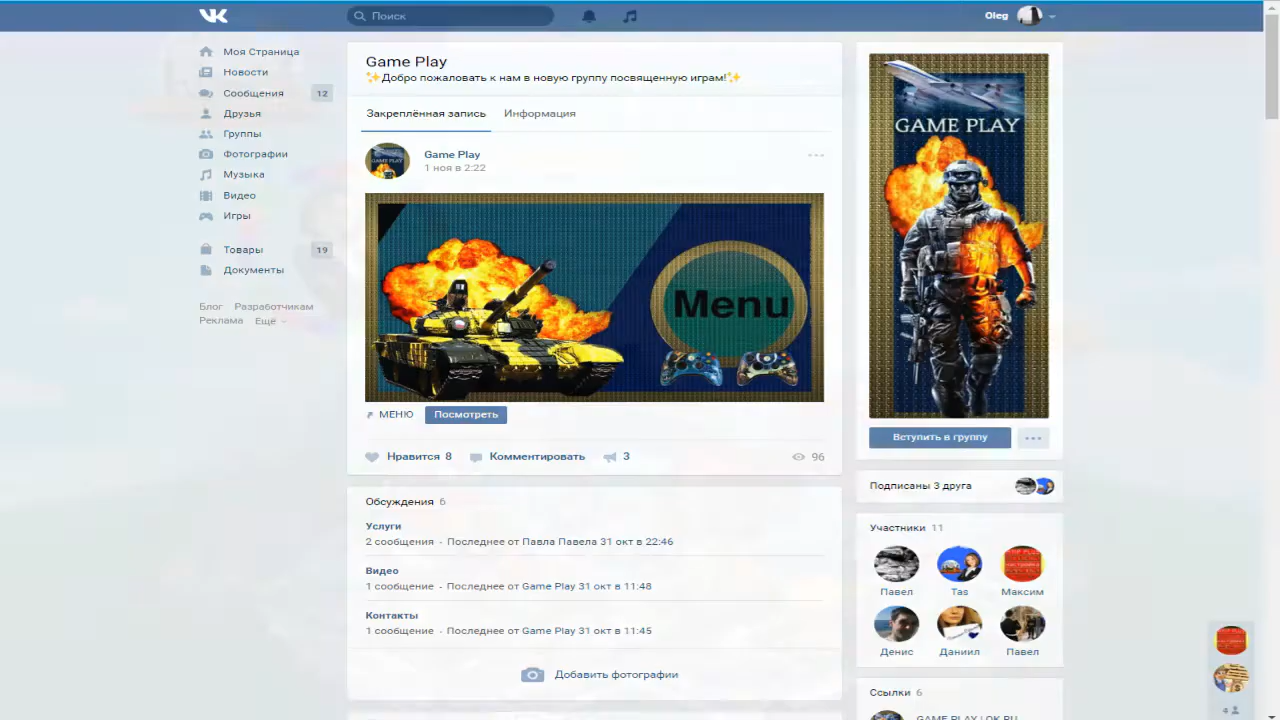 VK
Поиск
Oleg
Моя Страница
Новости
Сообщения 12
Друзья
Группы
Фотографии
Музыка
Видео
Игры
Товары 19
Документы
Блог Разработчикам
Реклама Ещё
Game Play
✨Добро пожаловать к нам в новую группу посвященную играм!✨
Закреплённая запись Информация
Game Play
1 ноя в 2:22
Menu
МЕНЮ Посмотреть
Нравится 8 Комментировать 3 96
Обсуждения 6
Услуги
2 сообщения - Последнее от Павла Павела 31 окт в 22:46
Видео
1 сообщение - Последнее от Game Play 31 окт в 11:48
Контакты
1 сообщение - Последнее от Game Play 31 окт в 11:45
Добавить фотографии
GAME PLAY
Вступить в группу
Подписаны 3 друга
Участники 11
Павел Tas Максим
Денис Даниил Павел
Ссылки 6
GAME PLAY | OK.RU
4